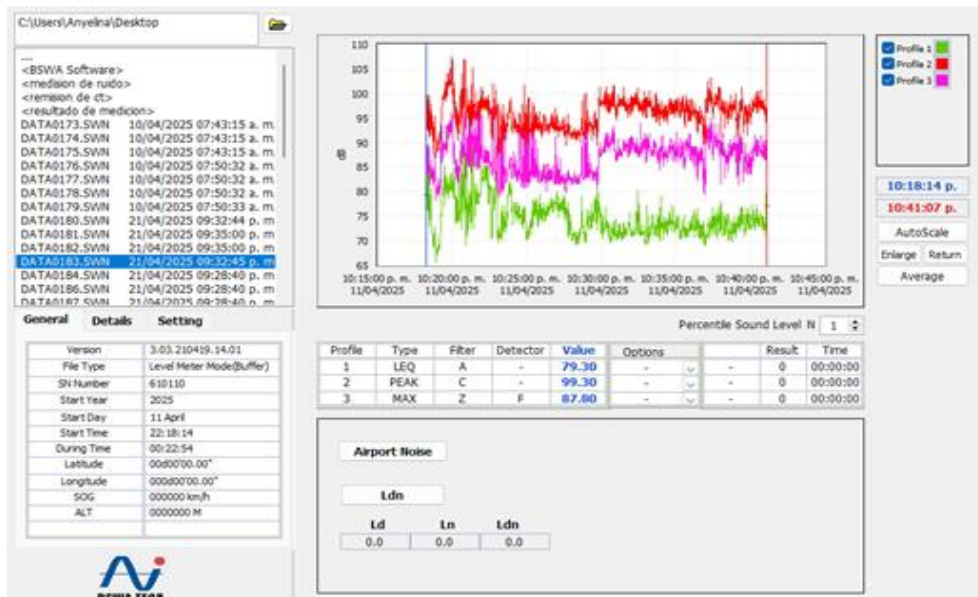 C:\Users\Anyelina\Desktop
---
<BSWA Software>
<medision de ruido>
<remision de ct>
<resultado de medicion>
DATA0173.SWN 10/04/2025 07:43:15 a. m.
DATA0174.SWN 10/04/2025 07:43:15 a. m.
DATA0175.SWN 10/04/2025 07:43:15 a. m.
DATA0176.SWN 10/04/2025 07:50:32 a. m.
DATA0177.SWN 10/04/2025 07:50:32 a. m.
DATA0178.SWN 10/04/2025 07:50:32 a. m.
DATA0179.SWN 10/04/2025 07:50:33 a. m.
DATA0180.SWN 21/04/2025 09:32:44 p. m
DATA0181.SWN 21/04/2025 09:35:00 p. m
DATA0182.SWN 21/04/2025 09:35:00 p. m
DATA0183.SWN 21/04/2025 09:32:45 p. m
DATA0184.SWN 21/04/2025 09:28:40 p. m
DATA0186.SWN 21/04/2025 09:28:40 p. m
DATA0187.SWN 21/04/2025 09:28:40 p. m
General Details Setting
Version 3.03.210419.14.01
File Type Level Meter Mode(Buffer)
SN Number 610110
Start Year 2025
Start Day 11 April
Start Time 22:18:14
During Time 00:22:54
Latitude 00d00'00.00"
Longitude 000d00'00.00"
SOG 000000 km/h
ALT 0000000 M
BSWA TECH
110
105
100
95
90
85
80
75
70
65
dB
10:15:00 p. m. 10:20:00 p. m. 10:25:00 p. m. 10:30:00 p. m. 10:35:00 p. m. 10:40:00 p. m. 10:45:00 p. m.
11/04/2025 11/04/2025 11/04/2025 11/04/2025 11/04/2025 11/04/2025 11/04/2025
Profile 1
Profile 2
Profile 3
10:18:14 p.
10:41:07 p.
AutoScale
Enlarge Return
Average
Percentile Sound Level N 1
Profile Type Filter Detector Value Options Result Time
1 LEQ A - 79.30 - - 0 00:00:00
2 PEAK C - 99.30 - - 0 00:00:00
3 MAX Z F 87.80 - - 0 00:00:00
Airport Noise
Ldn
Ld Ln Ldn
0.0 0.0 0.0